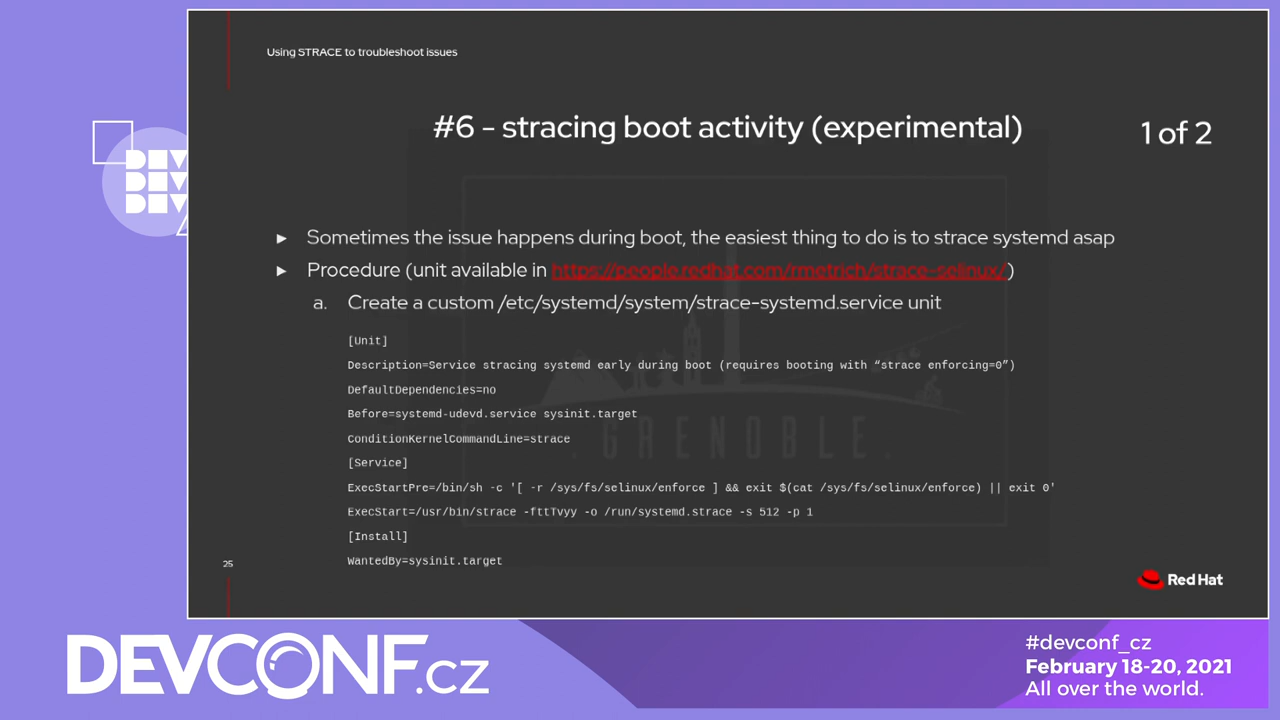 Using STRACE to troubleshoot issues
#6 - stracing boot activity (experimental)
1 of 2
► Sometimes the issue happens during boot, the easiest thing to do is to strace systemd asap
► Procedure (unit available in https://people.redhat.com/rmetrich/strace-selinux/)
a. Create a custom /etc/systemd/system/strace-systemd.service unit
[Unit]
Description=Service stracing systemd early during boot (requires booting with “strace enforcing=0”)
DefaultDependencies=no
Before=systemd-udevd.service sysinit.target
ConditionKernelCommandLine=strace
[Service]
ExecStartPre=/bin/sh -c '[ -r /sys/fs/selinux/enforce ] && exit $(cat /sys/fs/selinux/enforce) || exit 0'
ExecStart=/usr/bin/strace -fttTvyy -o /run/systemd.strace -s 512 -p 1
[Install]
WantedBy=sysinit.target
GRENOBLE
25
Red Hat
DEV
DEV
DEV
DEVCONF.cz
#devconf_cz
February 18-20, 2021
All over the world.